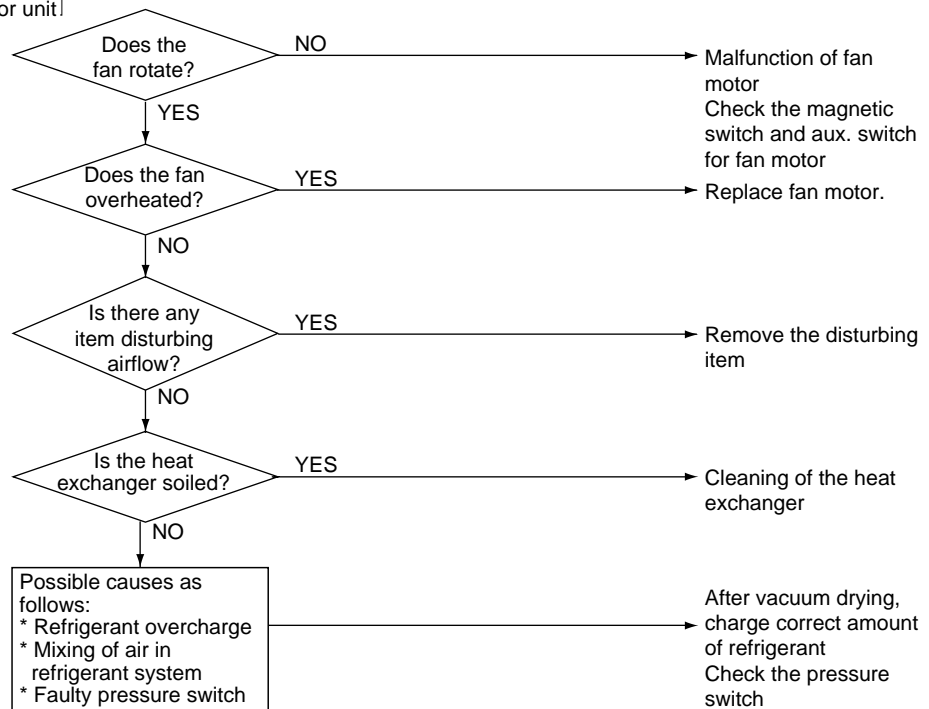 or unit
Does the
fan rotate?
NO
Malfunction of fan
motor
Check the magnetic
switch and aux. switch
for fan motor
YES
Does the fan
overheated?
YES
Replace fan motor.
NO
Is there any
item disturbing
airflow?
YES
Remove the disturbing
item
NO
Is the heat
exchanger soiled?
YES
Cleaning of the heat
exchanger
NO
Possible causes as
follows:
* Refrigerant overcharge
* Mixing of air in
refrigerant system
* Faulty pressure switch
After vacuum drying,
charge correct amount
of refrigerant
Check the pressure
switch